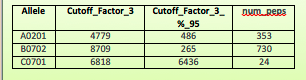 Allele Cutoff_Factor_3 Cutoff_Factor_3_ num_peps
%_95
A0201 4779 486 353
B0702 8709 265 730
C0701 6818 6436 24